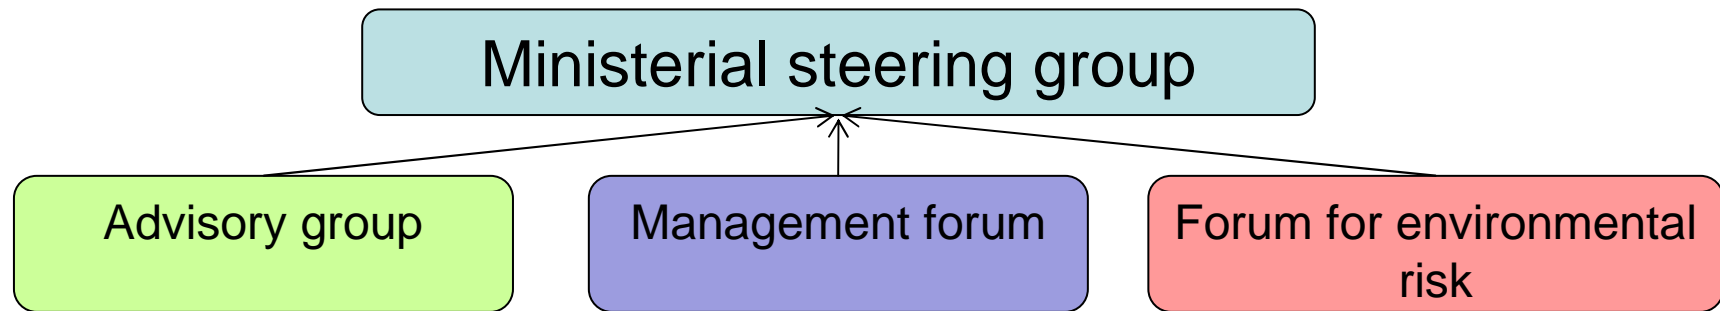 Ministerial steering group
Advisory group
Management forum
Forum for environmental
risk